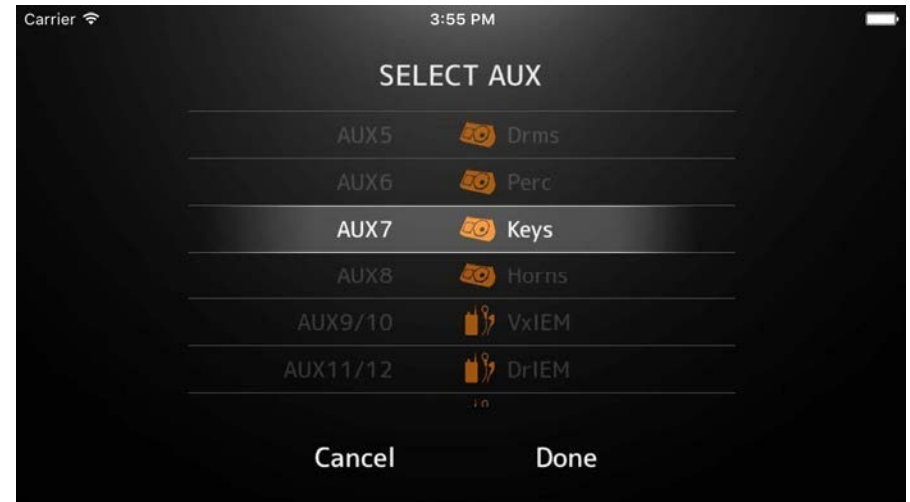 Carrier 3:55 PM
SELECT AUX
AUX5 Drms
AUX6 Perc
AUX7 Keys
AUX8 Horns
AUX9/10 VxIEM
AUX11/12 DrIEM
Cancel Done